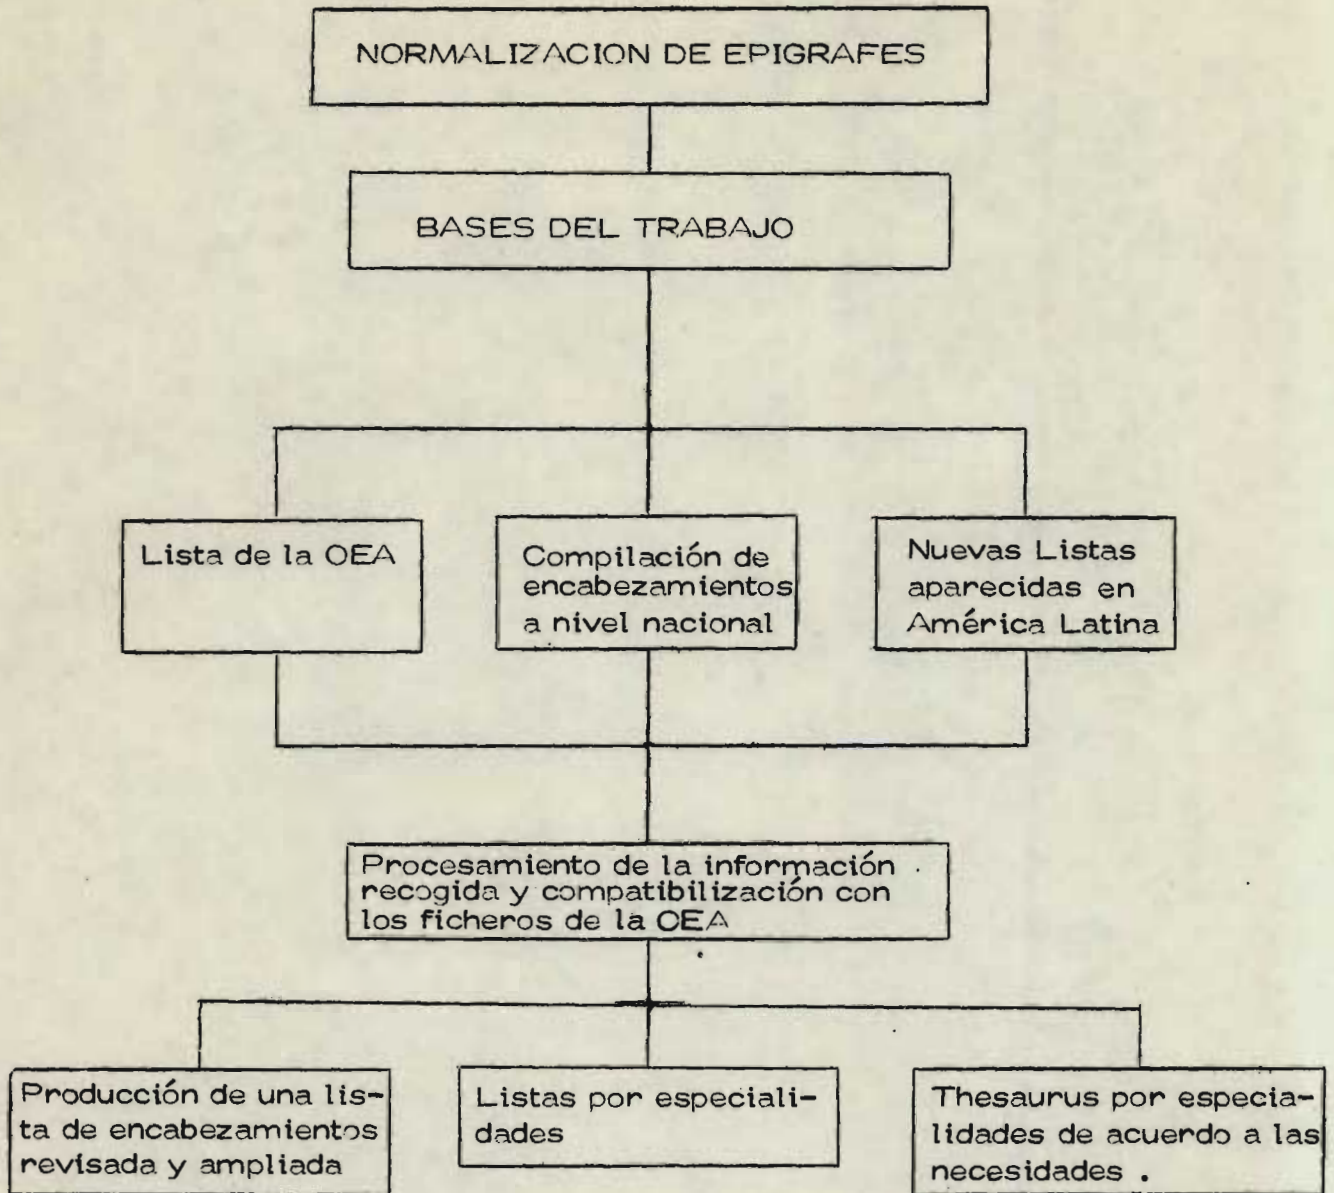 NORMALIZACION DE EPIGRAFES
BASES DEL TRABAJO
Lista de la OEA
Compilación de
encabezamientos
a nivel nacional
Nuevas Listas
aparecidas en
América Latina
Procesamiento de la información
recogida y compatibilización con
los ficheros de la OEA
Producción de una lis-
ta de encabezamientos
revisada y ampliada
Listas por especiali-
dades
Thesaurus por especia-
lidades de acuerdo a las
necesidades .